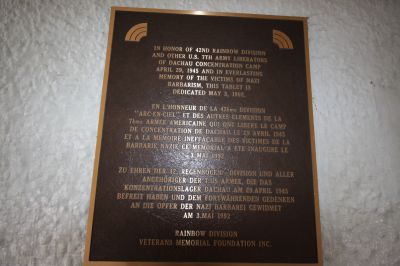 IN HONOR OF 42ND RAINBOW DIVISION
AND OTHER U.S. 7TH ARMY LIBERATORS
OF DACHAU CONCENTRATION CAMP
APRIL 29, 1945 AND IN EVERLASTING
MEMORY OF THE VICTIMS OF NAZI
BARBARISM, THIS TABLET IS
DEDICATED MAY 3, 1992.
EN L'HONNEUR DE LA 42ème DIVISION
"ARC-EN-CIEL" ET DES AUTRES ELEMENTS DE LA
7ème ARMEE AMERICAINE QUI ONT LIBERE LE CAMP
DE CONCENTRATION DE DACHAU LE 29 AVRIL 1945
ET A LA MEMOIRE INEFFACABLE DES VICTIMES DE LA
BARBARIE NAZIE, CE MEMORIAL A ETE INAUGURE LE
3 MAI 1992
ZU EHREN DER 42. REGENBOGEN - DIVISION UND ALLER
ANGEHÖRIGER DER 7. US ARMEE, DIE DAS
KONZENTRATIONSLAGER DACHAU AM 29. APRIL 1945
BEFREIT HABEN UND DEM FORTWÄHRENDEN GEDENKEN
AN DIE OPFER DER NAZI BARBAREI GEWIDMET
AM 3. MAI 1992
RAINBOW DIVISION
VETERANS MEMORIAL FOUNDATION INC.